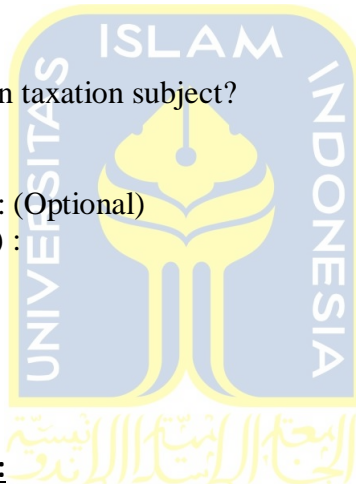 ISLAM
UNIVERSITAS
INDONESIA
n taxation subject?
: (Optional)
) :
: